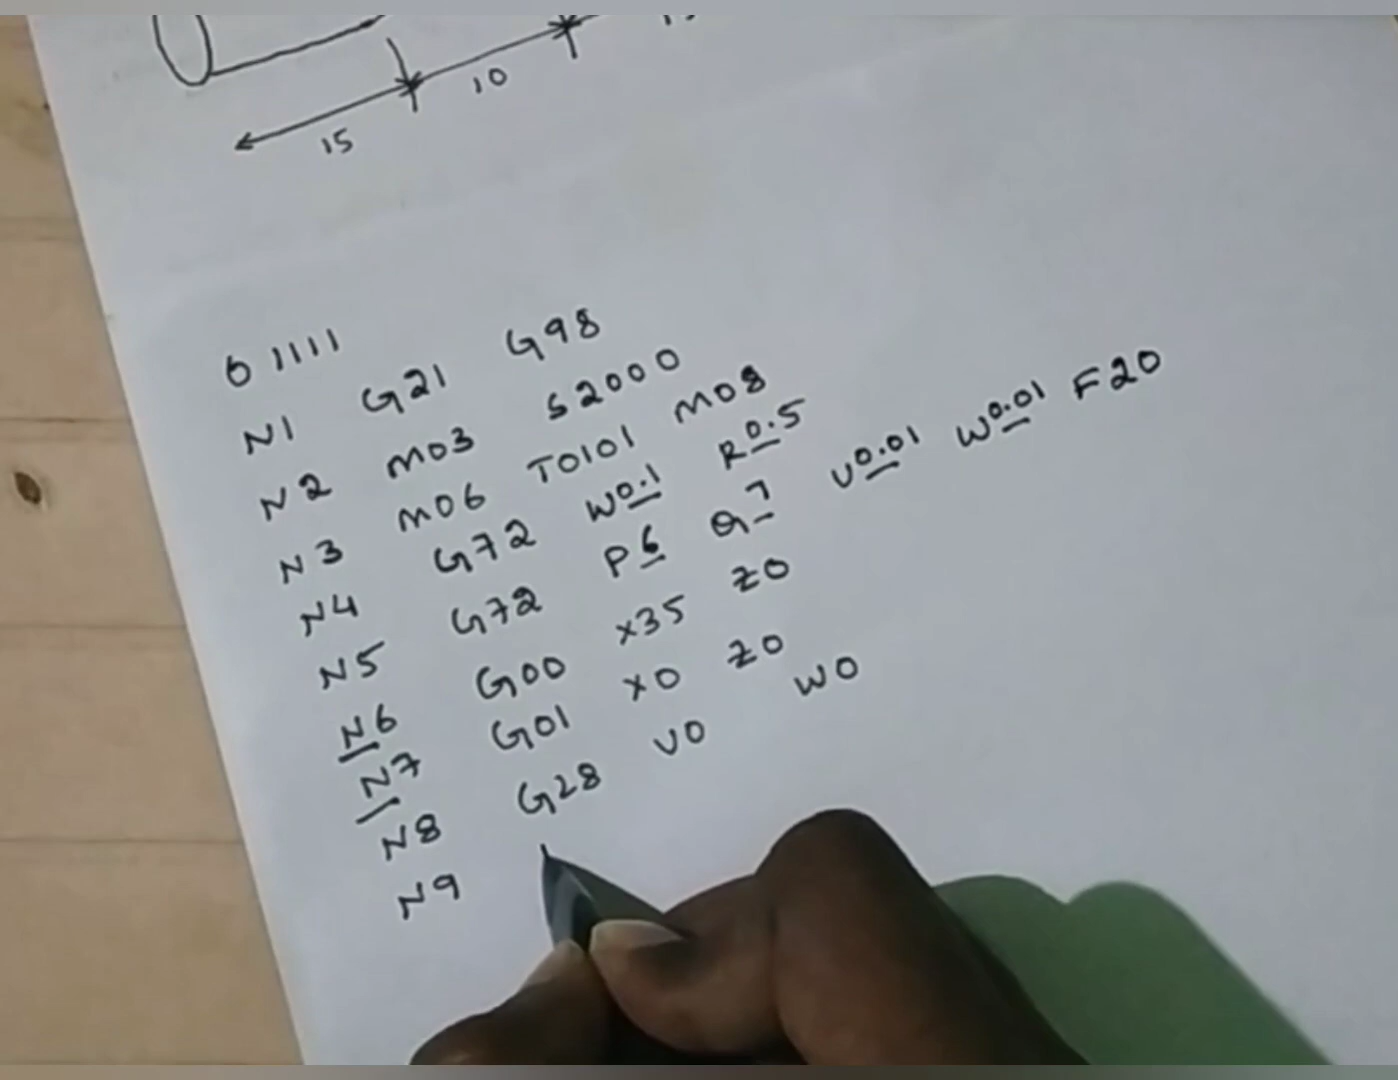 15 10
O 1111
N1 G21 G98
N2 M03 S2000
N3 M06 T0101 M08
N4 G72 W0.1 R0.5
N5 G72 P6 Q7 U0.01 W0.01 F20
N6 G00 X35 Z0
N7 G01 X0 Z0
N8 G28 U0 W0
N9